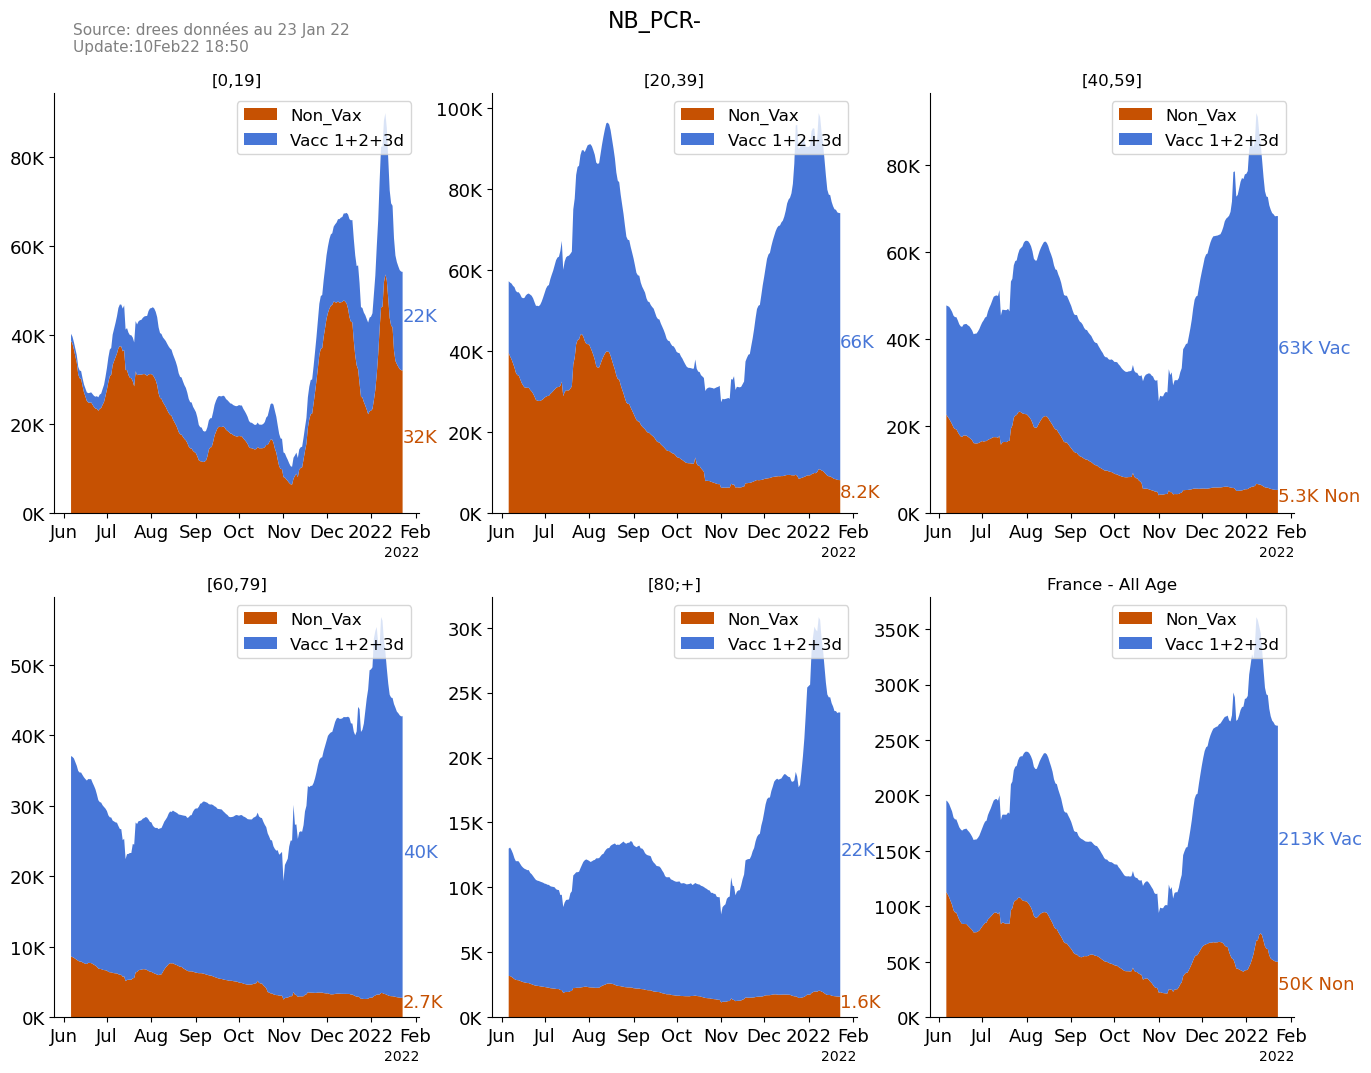 NB_PCR-
Source: drees données au 23 Jan 22
Update:10Feb22 18:50
[0,19]
Non_Vax
Vacc 1+2+3d
80K
60K
40K
20K
0K
22K
32K
Jun Jul Aug Sep Oct Nov Dec 2022 Feb
2022
[20,39]
Non_Vax
Vacc 1+2+3d
100K
80K
60K
40K
20K
0K
66K
8.2K
Jun Jul Aug Sep Oct Nov Dec 2022 Feb
2022
[40,59]
Non_Vax
Vacc 1+2+3d
80K
60K
40K
20K
0K
63K Vac
5.3K Non
Jun Jul Aug Sep Oct Nov Dec 2022 Feb
2022
[60,79]
Non_Vax
Vacc 1+2+3d
50K
40K
30K
20K
10K
0K
40K
2.7K
Jun Jul Aug Sep Oct Nov Dec 2022 Feb
2022
[80;+]
Non_Vax
Vacc 1+2+3d
30K
25K
20K
15K
10K
5K
0K
22K
1.6K
Jun Jul Aug Sep Oct Nov Dec 2022 Feb
2022
France - All Age
Non_Vax
Vacc 1+2+3d
350K
300K
250K
200K
150K
100K
50K
0K
213K Vac
50K Non
Jun Jul Aug Sep Oct Nov Dec 2022 Feb
2022